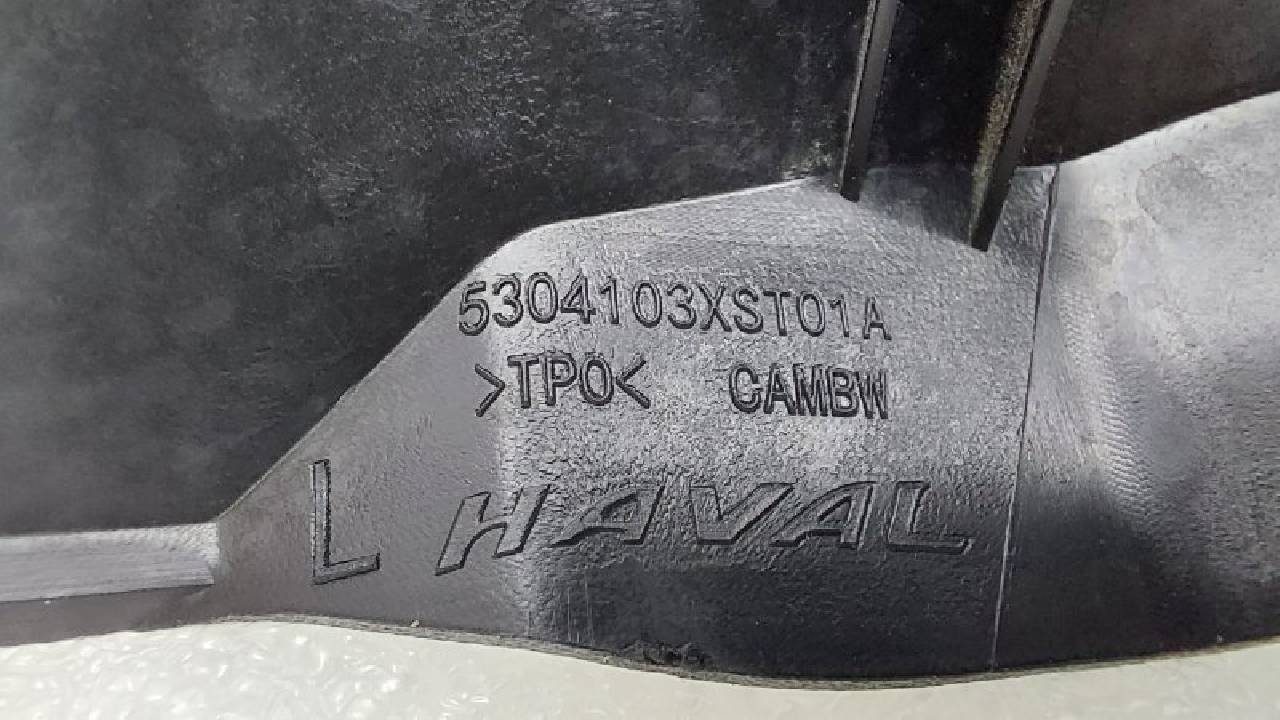 5304103XST01A
>TPO< CAMBW
L HAVAL